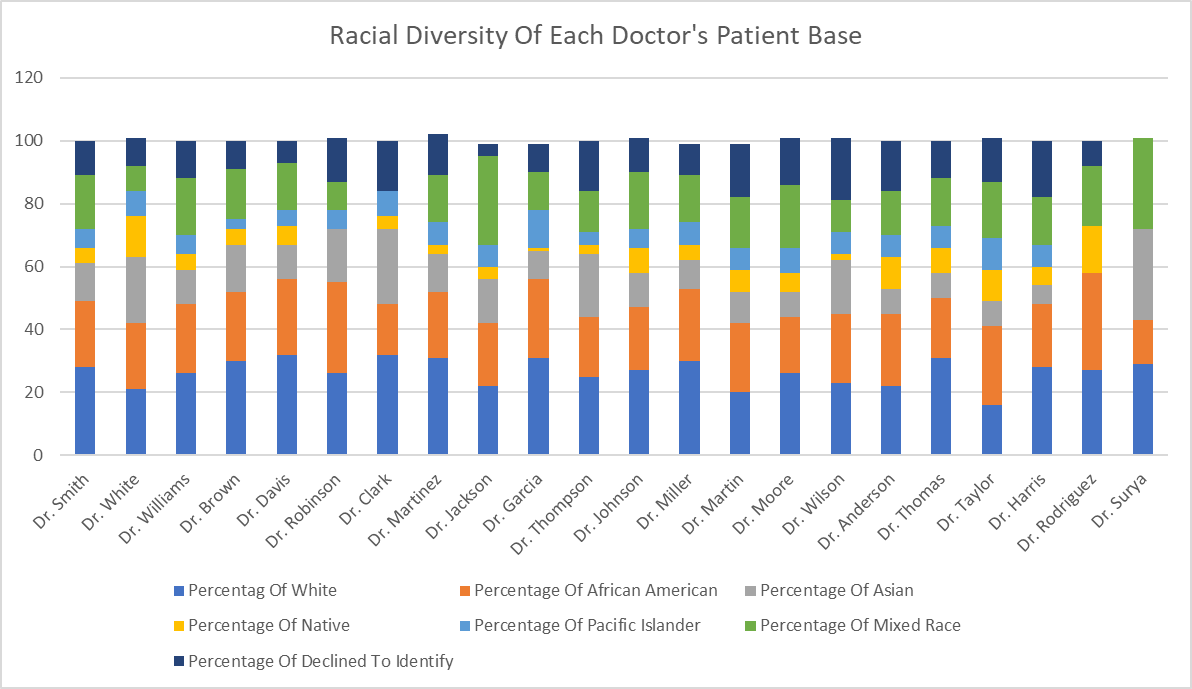 Racial Diversity Of Each Doctor's Patient Base
120
100
80
60
40
20
0
Dr. Smith
Dr. White
Dr. Williams
Dr. Brown
Dr. Davis
Dr. Robinson
Dr. Clark
Dr. Martinez
Dr. Jackson
Dr. Garcia
Dr. Thompson
Dr. Johnson
Dr. Miller
Dr. Martin
Dr. Moore
Dr. Wilson
Dr. Anderson
Dr. Thomas
Dr. Taylor
Dr. Harris
Dr. Rodriguez
Dr. Surya
Percentag Of White
Percentage Of African American
Percentage Of Asian
Percentage Of Native
Percentage Of Pacific Islander
Percentage Of Mixed Race
Percentage Of Declined To Identify